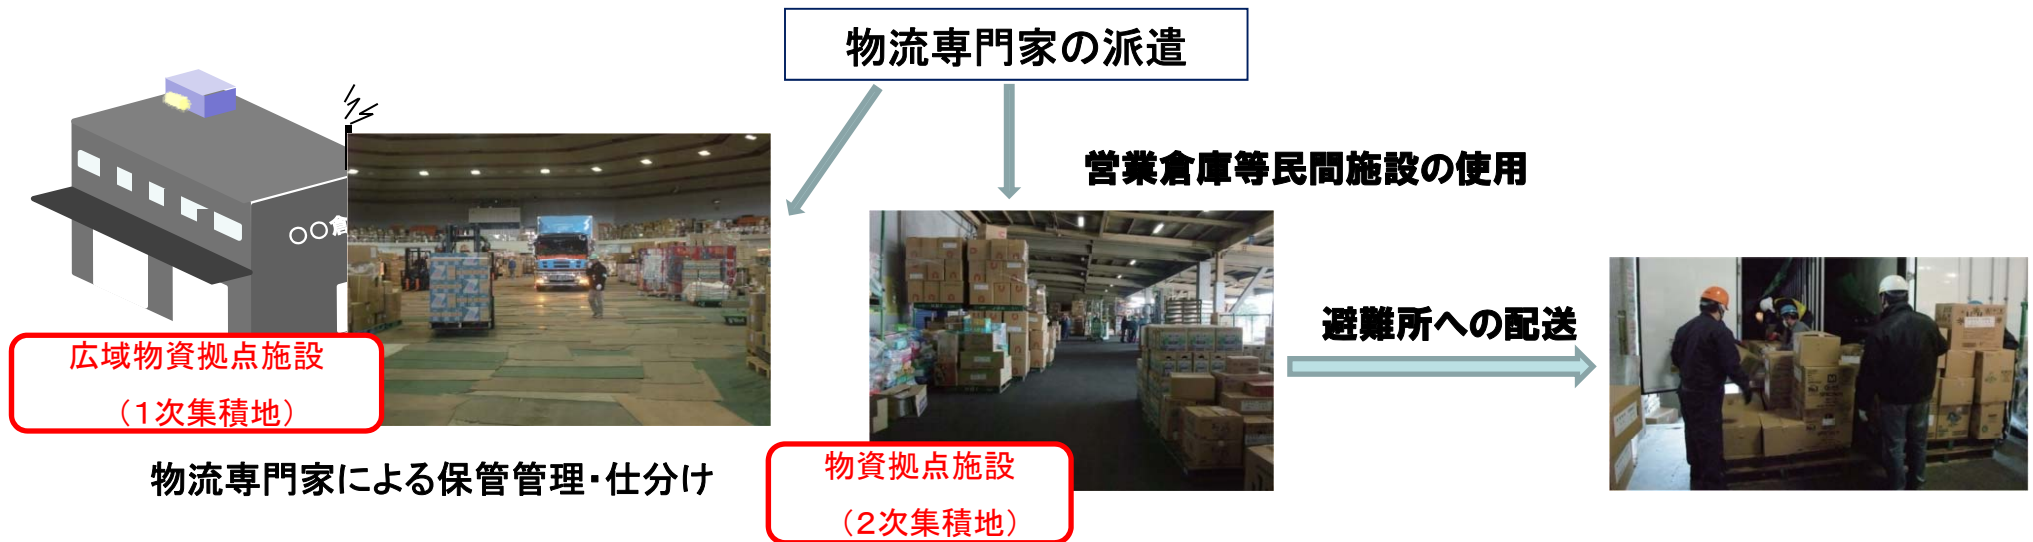 物流専門家の派遣
営業倉庫等民間施設の使用
○○倉
避難所への配送
広域物資拠点施設
（1次集積地）
物流専門家による保管管理・仕分け
物資拠点施設
（2次集積地）